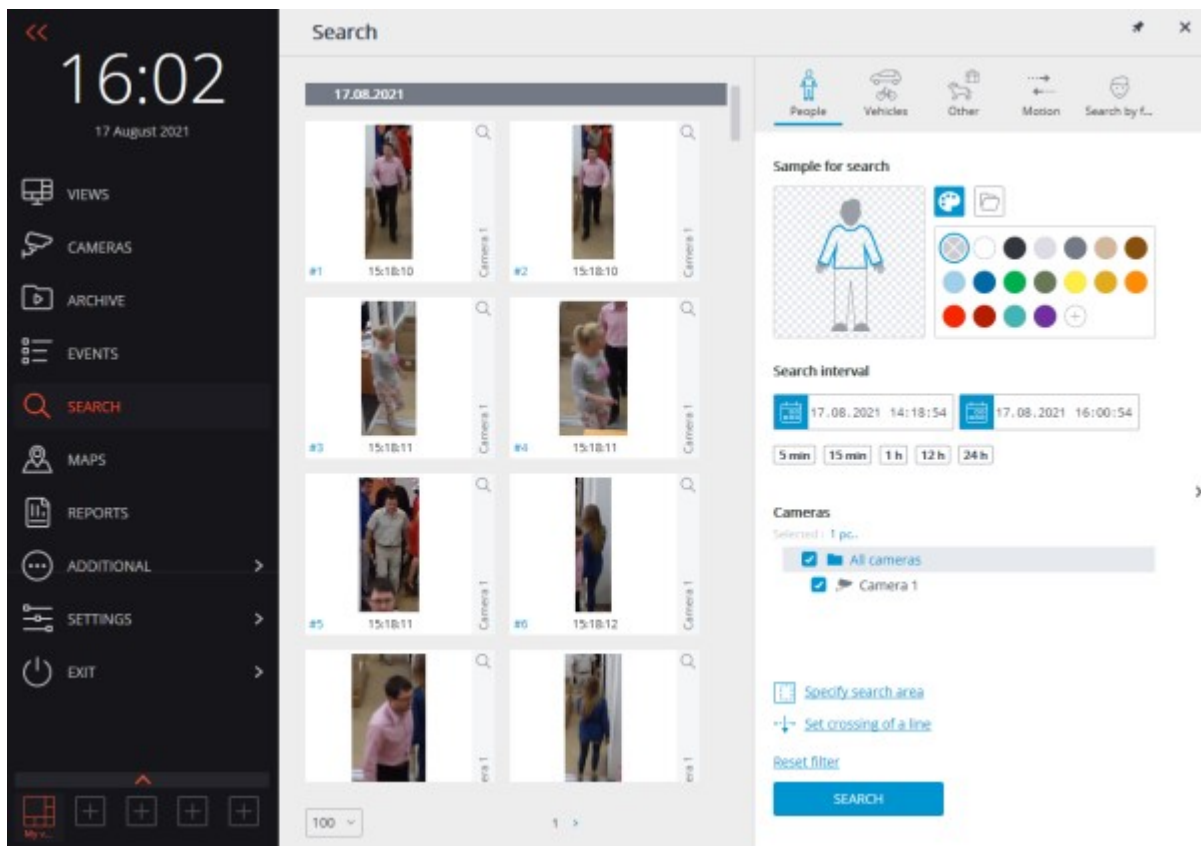 16:02
17 August 2021
VIEWS
CAMERAS
ARCHIVE
EVENTS
SEARCH
MAPS
REPORTS
ADDITIONAL
SETTINGS
EXIT
My v...
Search
17.08.2021
#1 15:18:10 Camera 1
#2 15:18:10 Camera 1
#3 15:18:11 Camera 1
#4 15:18:11 Camera 1
#5 15:18:11 Camera 1
#6 15:18:12 Camera 1
era 1
era 1
100
1
People Vehicles Other Motion Search by f...
Sample for search
Search interval
17.08.2021 14:18:54 17.08.2021 16:00:54
5 min 15 min 1 h 12 h 24 h
Cameras
Selected: 1 pc..
All cameras
Camera 1
Specify search area
Set crossing of a line
Reset filter
SEARCH